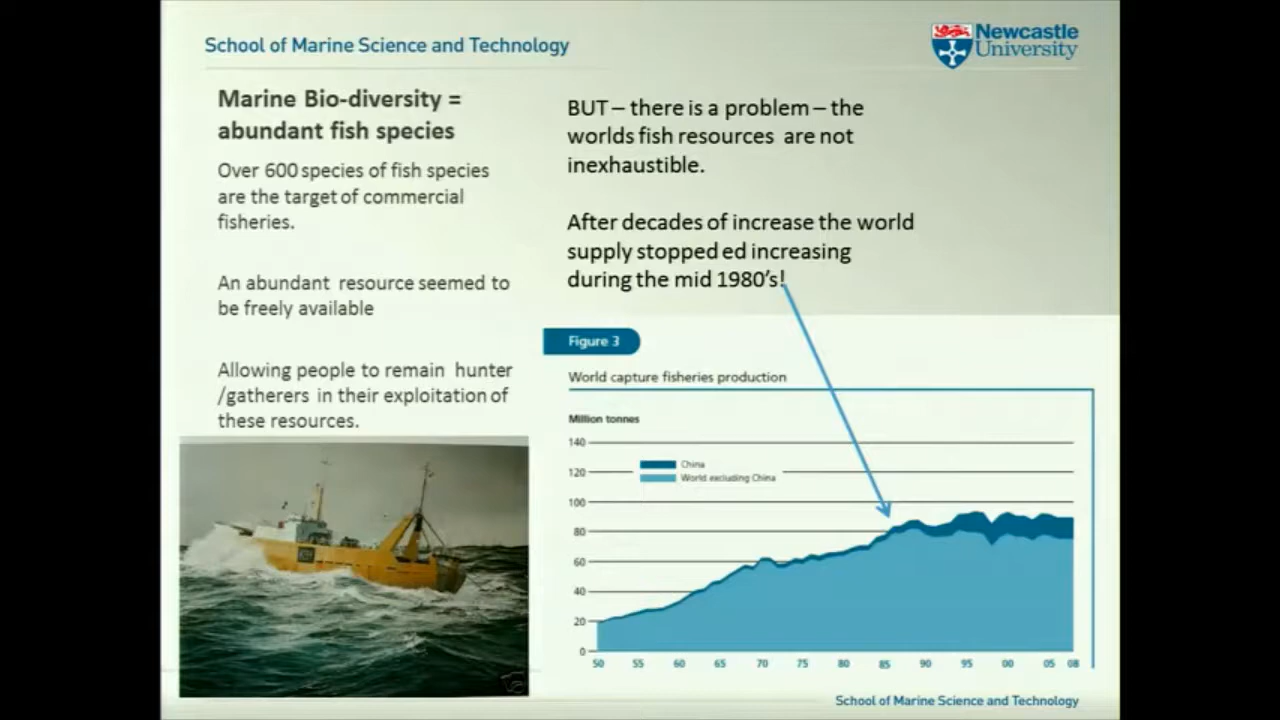 School of Marine Science and Technology
Newcastle
University
Marine Bio-diversity =
abundant fish species
Over 600 species of fish species
are the target of commercial
fisheries.
An abundant resource seemed to
be freely available
Allowing people to remain hunter
/gatherers in their exploitation of
these resources.
BUT – there is a problem – the
worlds fish resources are not
inexhaustible.
After decades of increase the world
supply stopped ed increasing
during the mid 1980's!
Figure 3
World capture fisheries production
Million tonnes
140
120
100
80
60
40
20
0
China
World excluding China
50 55 60 65 70 75 80 85 90 95 00 05 08
School of Marine Science and Technology